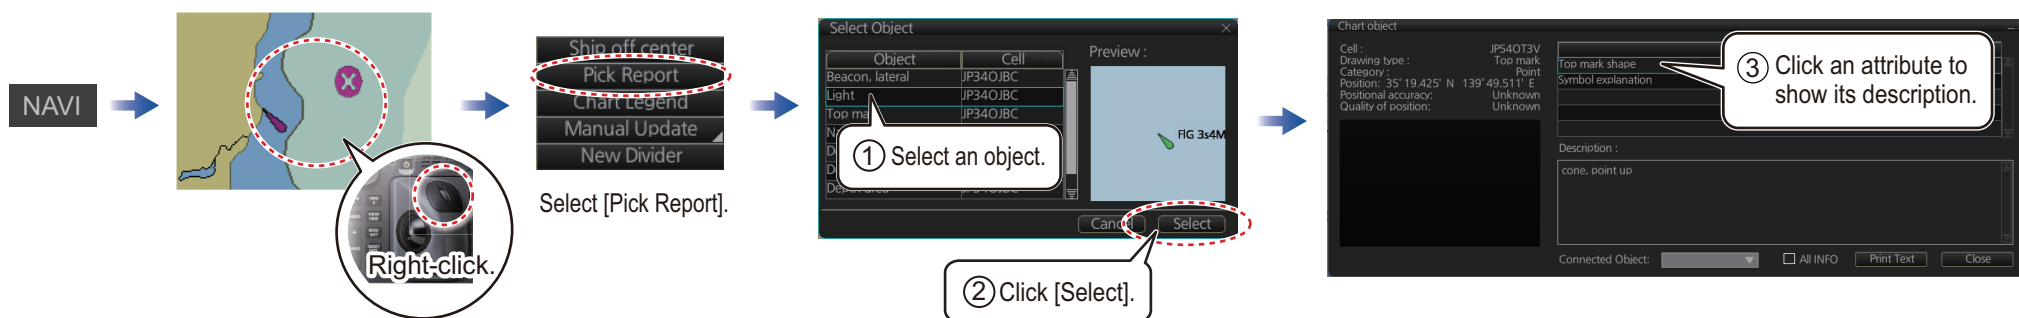 NAVI
Right-click.
Ship off center
Pick Report
Chart Legend
Manual Update
New Divider
Select [Pick Report].
Select Object
Object Cell
Beacon, lateral JP34OJBC
Light JP34OJBC
Top ma JP34OJBC
Preview :
FlG 3s4M
① Select an object.
Cancel Select
② Click [Select].
Chart object
Cell : JP54OT3V
Drawing type : Top mark
Category : Point
Position: 35°19.425' N 139°49.511' E
Positional accuracy: Unknown
Quality of position: Unknown
Top mark shape
Symbol explanation
③ Click an attribute to
show its description.
Description :
cone, point up
Connected Object: All INFO Print Text Close